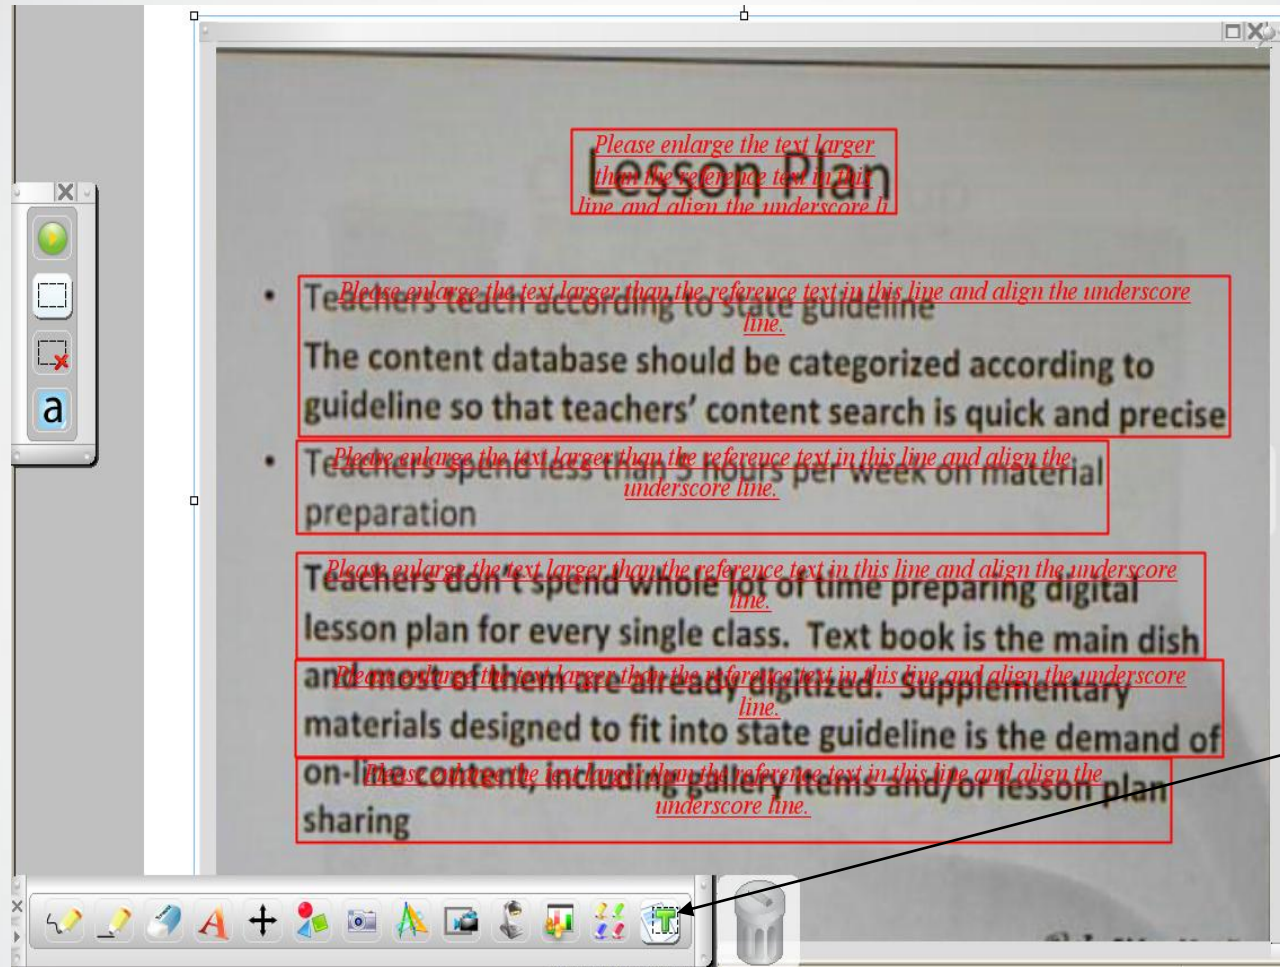 Please enlarge the text larger
than the reference text in this
line and align the underscore li
Lesson Plan
Please enlarge the text larger than the reference text in this line and align the underscore
line.
• Teachers teach according to state guideline
The content database should be categorized according to
guideline so that teachers' content search is quick and precise
Please enlarge the text larger than the reference text in this line and align the
underscore line.
• Teachers spend less than 5 hours per week on material
preparation
Please enlarge the text larger than the reference text in this line and align the underscore
line.
Teachers don't spend whole lot of time preparing digital
lesson plan for every single class. Text book is the main dish
Please enlarge the text larger than the reference text in this line and align the underscore
line.
and most of them are already digitized. Supplementary
materials designed to fit into state guideline is the demand of
Please enlarge the text larger than the reference text in this line and align the
underscore line.
on-line content, including gallery items and/or lesson plan
sharing
a
A
T